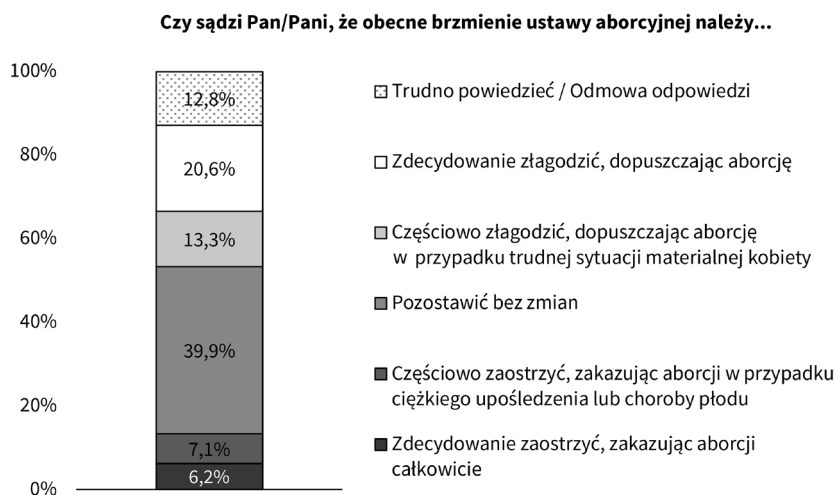 Czy sądzi Pan/Pani, że obecne brzmienie ustawy aborcyjnej należy...
100%
80%
60%
40%
20%
0%
12,8%
20,6%
13,3%
39,9%
7,1%
6,2%
Trudno powiedzieć / Odmowa odpowiedzi
Zdecydowanie złagodzić, dopuszczając aborcję
Częściowo złagodzić, dopuszczając aborcję
w przypadku trudnej sytuacji materialnej kobiety
Pozostawić bez zmian
Częściowo zaostrzyć, zakazując aborcji w przypadku
ciężkiego upośledzenia lub choroby płodu
Zdecydowanie zaostrzyć, zakazując aborcji
całkowicie